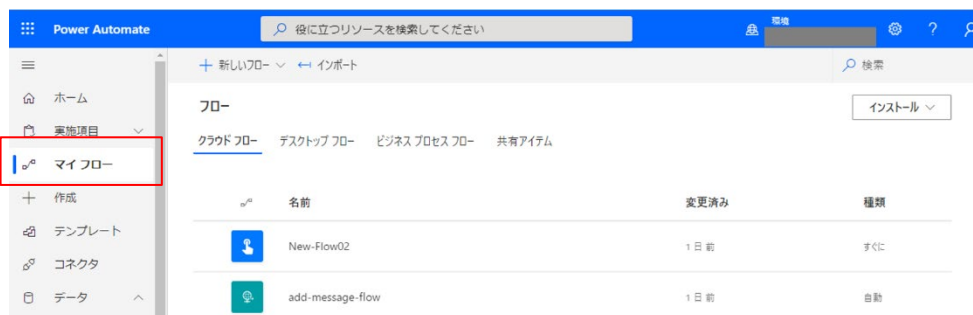 Power Automate
役に立つリソースを検索してください
環境
?
新しいフロー
インポート
検索
ホーム
実施項目
マイ フロー
作成
テンプレート
コネクタ
データ
フロー
インストール
クラウド フロー
デスクトップ フロー
ビジネス プロセス フロー
共有アイテム
名前 変更済み 種類
New-Flow02 1 日 前 すぐに
add-message-flow 1 日 前 自動